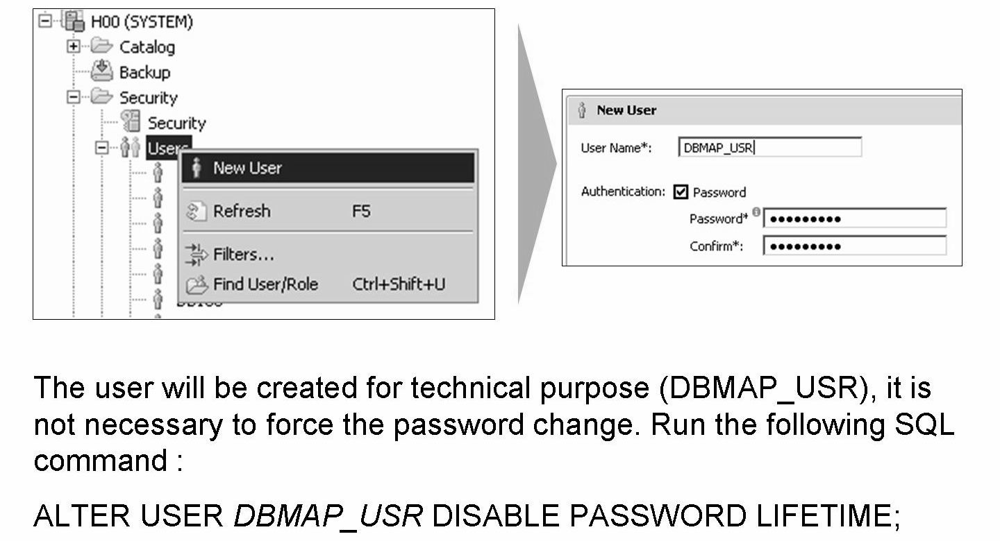 H00 (SYSTEM)
Catalog
Backup
Security
Security
Users
New User
Refresh F5
Filters...
Find User/Role Ctrl+Shift+U
New User
User Name*: DBMAP_USR
Authentication: Password
Password*
Confirm*:
The user will be created for technical purpose (DBMAP_USR), it is
not necessary to force the password change. Run the following SQL
command :
ALTER USER DBMAP_USR DISABLE PASSWORD LIFETIME;